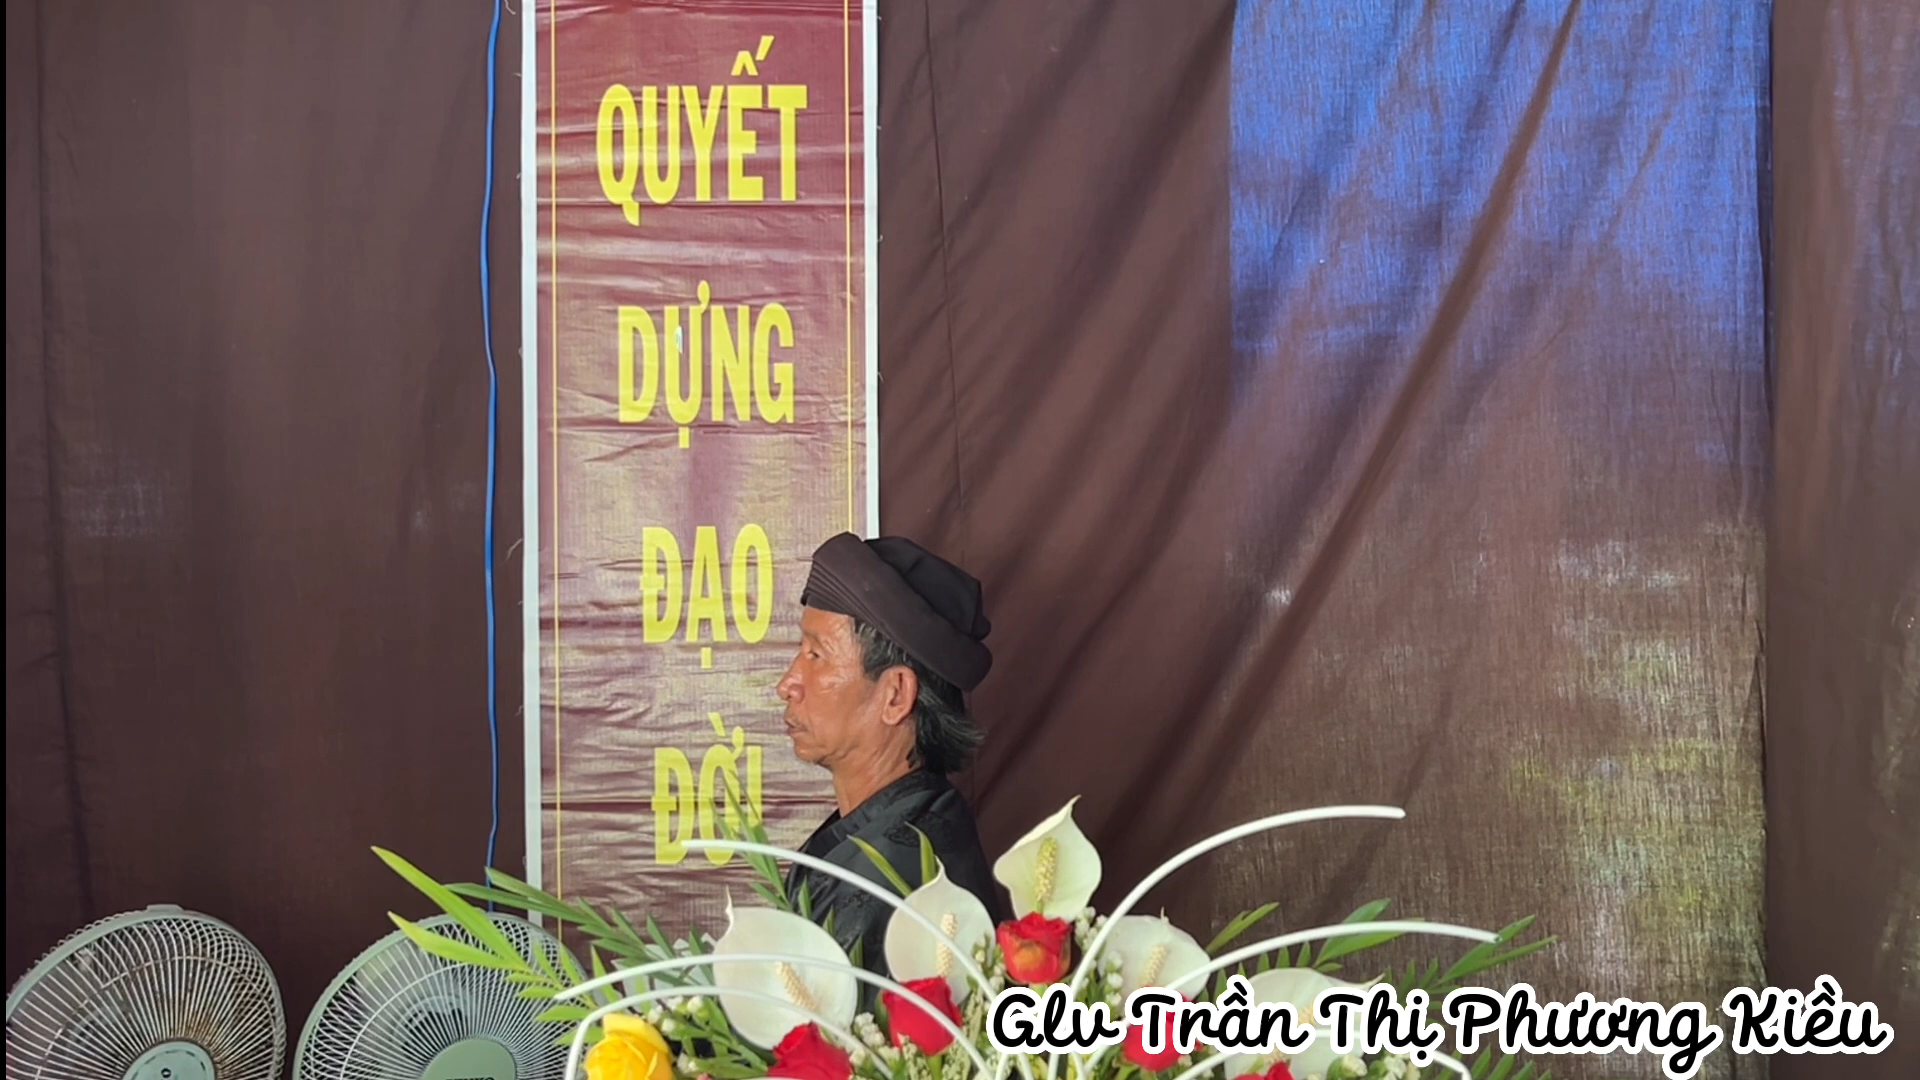 QUYẾT
DỰNG
ĐẠO
ĐỜI
Glv Trần Thị Phương Kiều